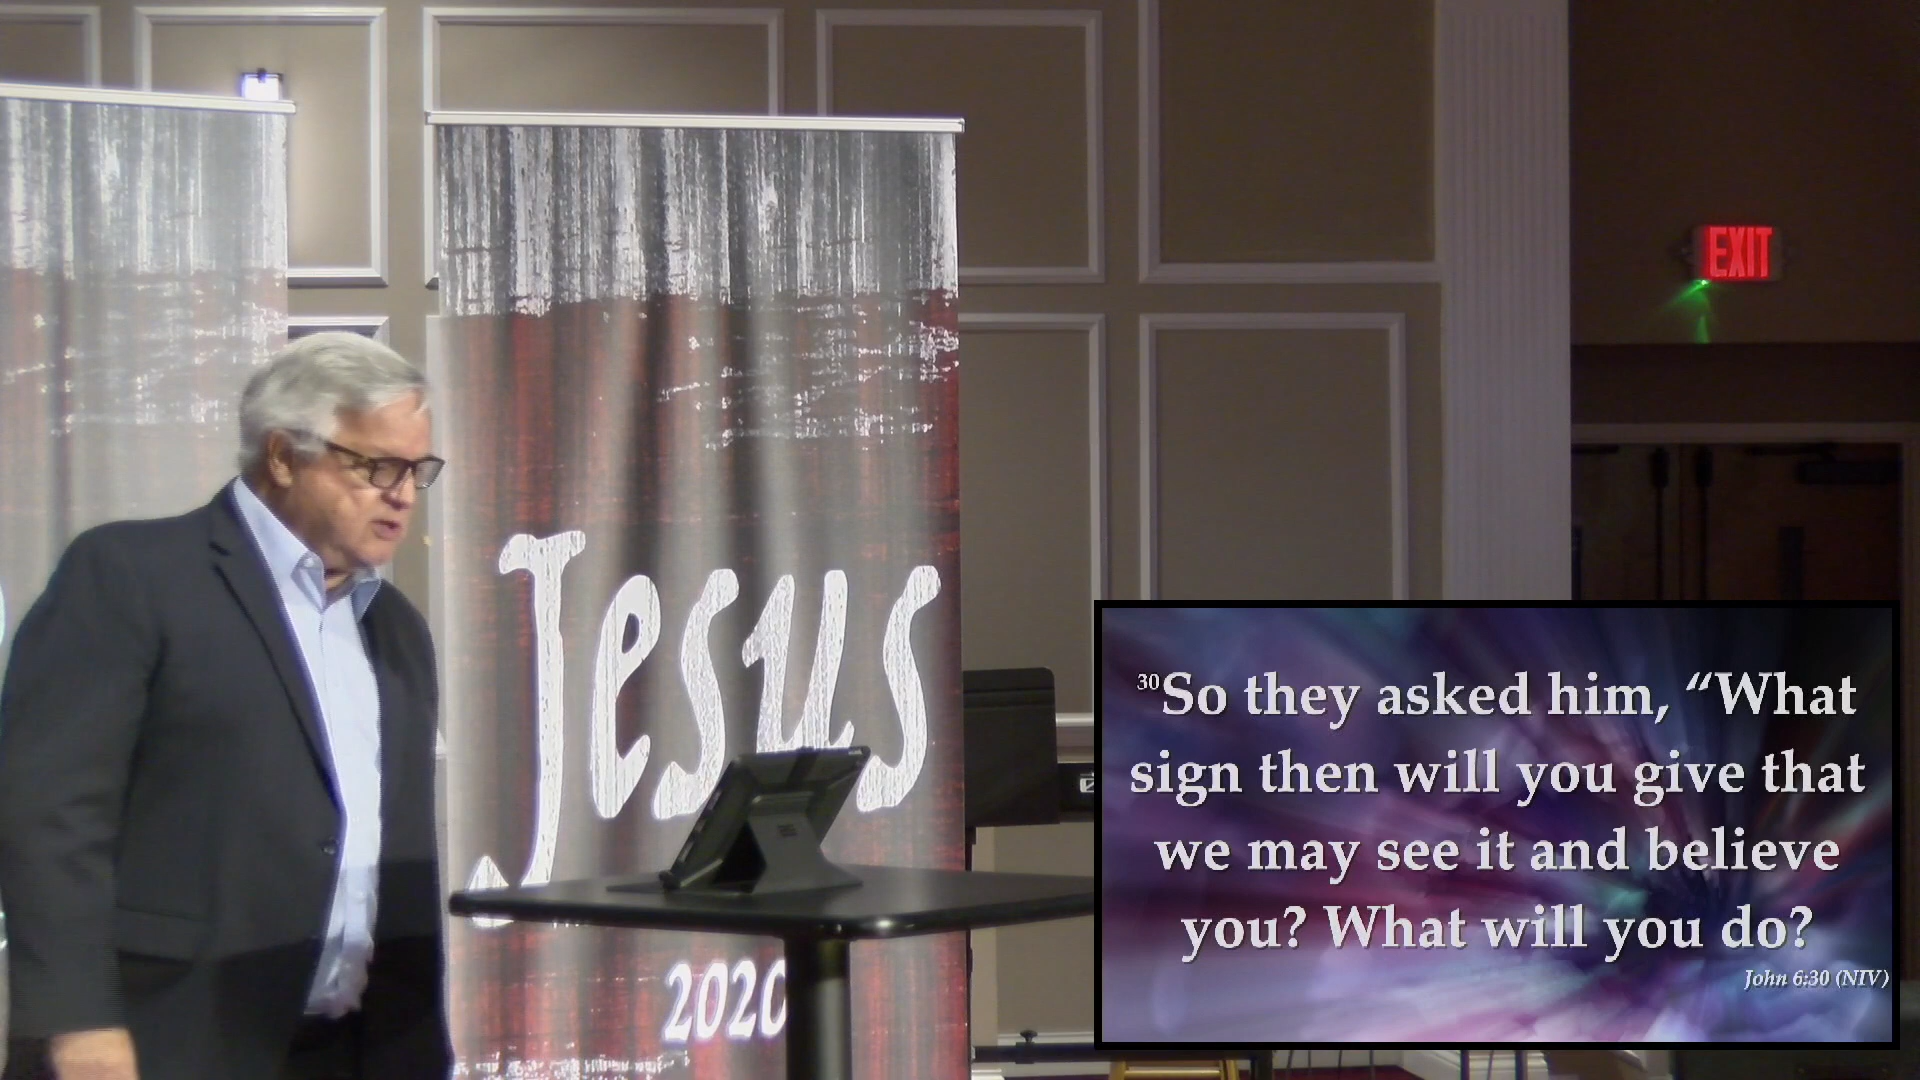 EXIT
Jesus
2020
³⁰So they asked him, “What
sign then will you give that
we may see it and believe
you? What will you do?
John 6:30 (NIV)